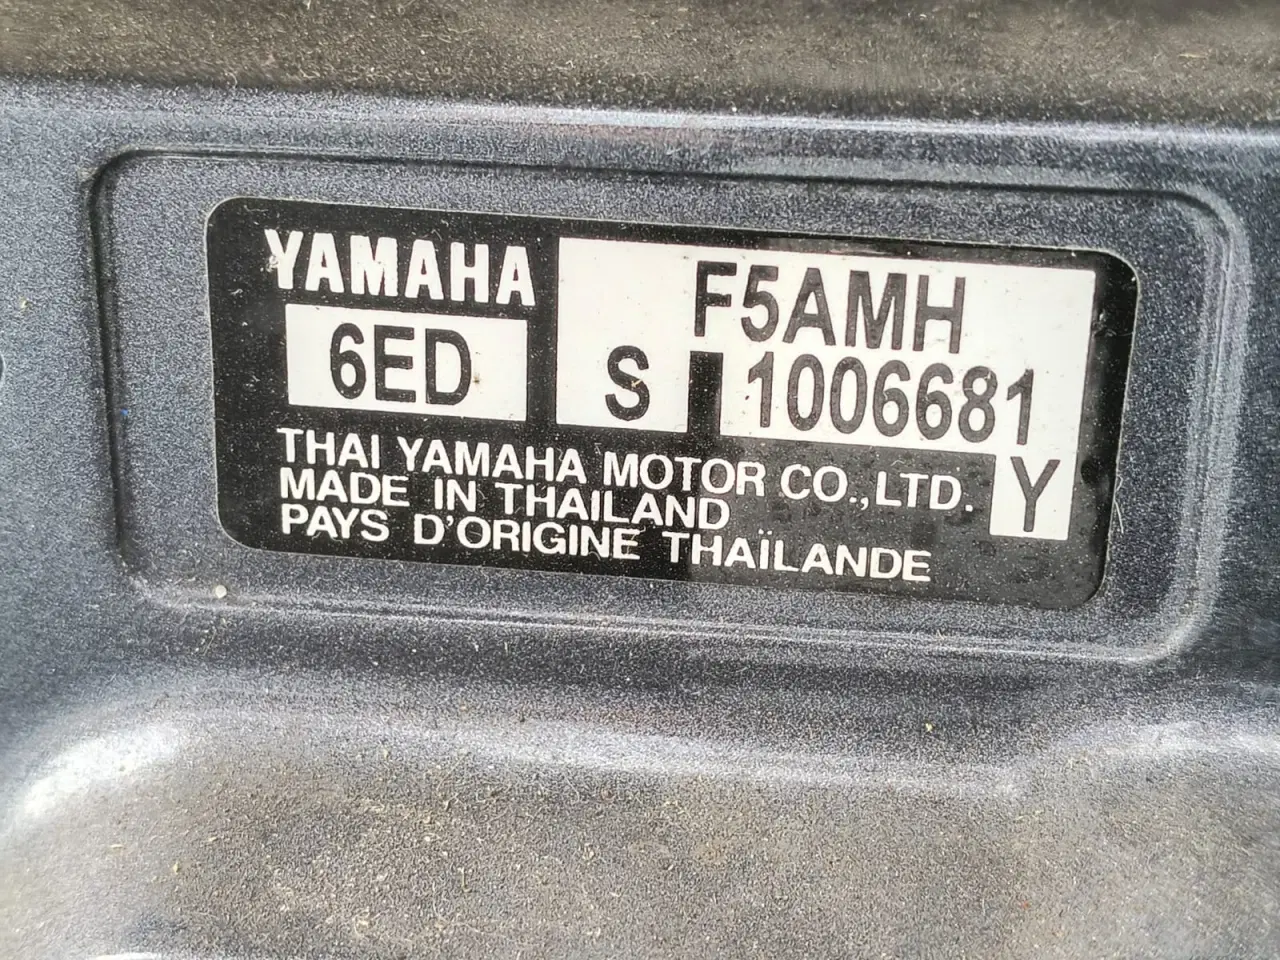 YAMAHA
F5AMH
6ED
S 1006681
THAI YAMAHA MOTOR CO.,LTD.
Y
MADE IN THAILAND
PAYS D'ORIGINE THAÏLANDE